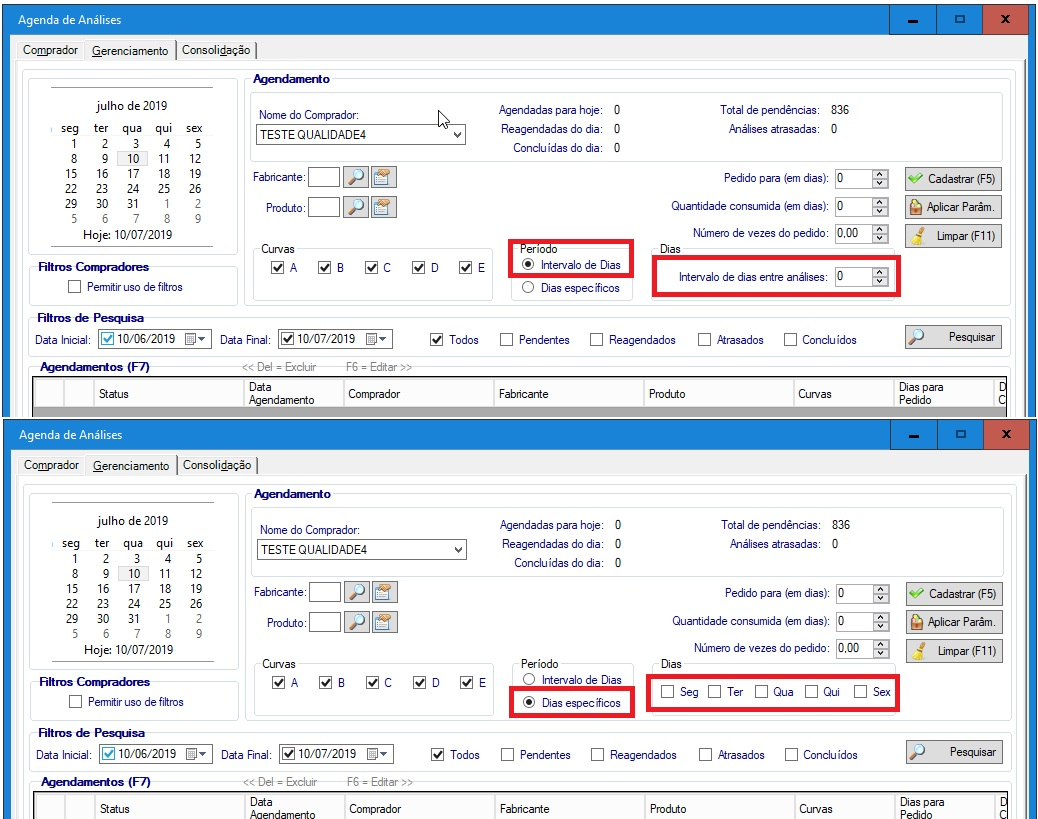 Agenda de Análises
Comprador Gerenciamento Consolidação
julho de 2019
seg ter qua qui sex
1 2 3 4 5
8 9 10 11 12
15 16 17 18 19
22 23 24 25 26
29 30 31 1 2
5 6 7 8 9
Hoje: 10/07/2019
Filtros Compradores
Permitir uso de filtros
Agendamento
Nome do Comprador:
TESTE QUALIDADE4
Agendadas para hoje: 0
Reagendadas do dia: 0
Concluídas do dia: 0
Total de pendências: 836
Análises atrasadas: 0
Fabricante:
Produto:
Pedido para (em dias): 0
Quantidade consumida (em dias): 0
Número de vezes do pedido: 0,00
Cadastrar (F5)
Aplicar Parâm.
Limpar (F11)
Curvas
A B C D E
Período
Intervalo de Dias
Dias específicos
Dias
Intervalo de dias entre análises: 0
Filtros de Pesquisa
Data Inicial: 10/06/2019 Data Final: 10/07/2019 Todos Pendentes Reagendados Atrasados Concluídos Pesquisar
Agendamentos (F7) << Del = Excluir F6 = Editar >>
Status Data Agendamento Comprador Fabricante Produto Curvas Dias para Pedido D C
Agenda de Análises
Comprador Gerenciamento Consolidação
julho de 2019
seg ter qua qui sex
1 2 3 4 5
8 9 10 11 12
15 16 17 18 19
22 23 24 25 26
29 30 31 1 2
5 6 7 8 9
Hoje: 10/07/2019
Filtros Compradores
Permitir uso de filtros
Agendamento
Nome do Comprador:
TESTE QUALIDADE4
Agendadas para hoje: 0
Reagendadas do dia: 0
Concluídas do dia: 0
Total de pendências: 836
Análises atrasadas: 0
Fabricante:
Produto:
Pedido para (em dias): 0
Quantidade consumida (em dias): 0
Número de vezes do pedido: 0,00
Cadastrar (F5)
Aplicar Parâm.
Limpar (F11)
Curvas
A B C D E
Período
Intervalo de Dias
Dias específicos
Dias
Seg Ter Qua Qui Sex
Filtros de Pesquisa
Data Inicial: 10/06/2019 Data Final: 10/07/2019 Todos Pendentes Reagendados Atrasados Concluídos Pesquisar
Agendamentos (F7) << Del = Excluir F6 = Editar >>
Status Data Agendamento Comprador Fabricante Produto Curvas Dias para Pedido D C